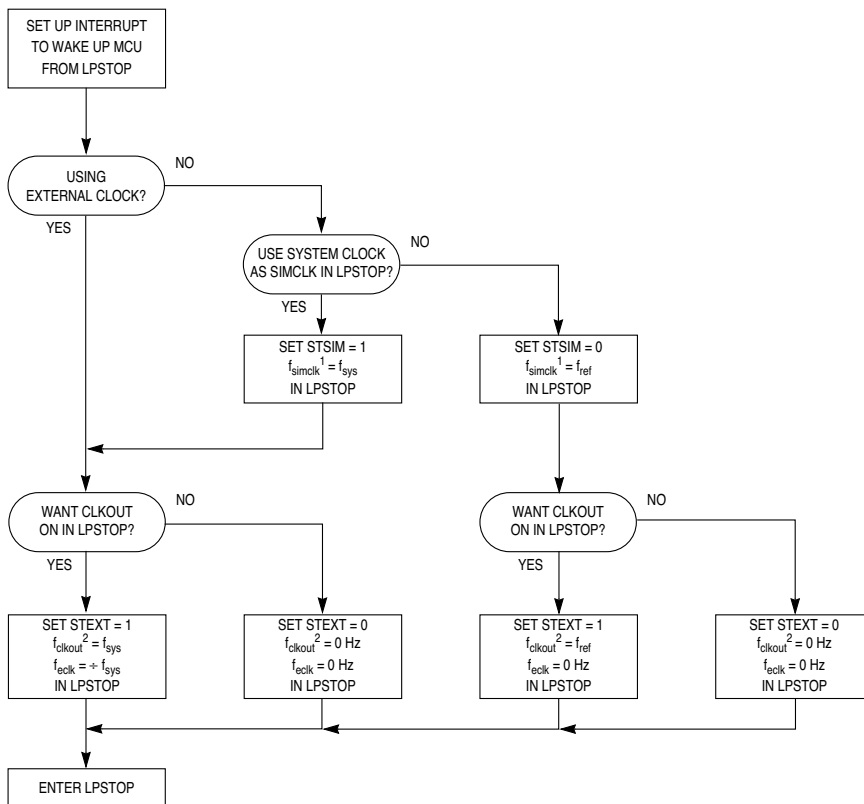 SET UP INTERRUPT
TO WAKE UP MCU
FROM LPSTOP
USING
EXTERNAL CLOCK?
NO
YES
USE SYSTEM CLOCK
AS SIMCLK IN LPSTOP?
NO
YES
SET STSIM = 1
fsimclk¹ = fsys
IN LPSTOP
SET STSIM = 0
fsimclk¹ = fref
IN LPSTOP
WANT CLKOUT
ON IN LPSTOP?
NO
YES
WANT CLKOUT
ON IN LPSTOP?
NO
YES
SET STEXT = 1
fclkout² = fsys
feclk = ÷ fsys
IN LPSTOP
SET STEXT = 0
fclkout² = 0 Hz
feclk = 0 Hz
IN LPSTOP
SET STEXT = 1
fclkout² = fref
feclk = 0 Hz
IN LPSTOP
SET STEXT = 0
fclkout² = 0 Hz
feclk = 0 Hz
IN LPSTOP
ENTER LPSTOP